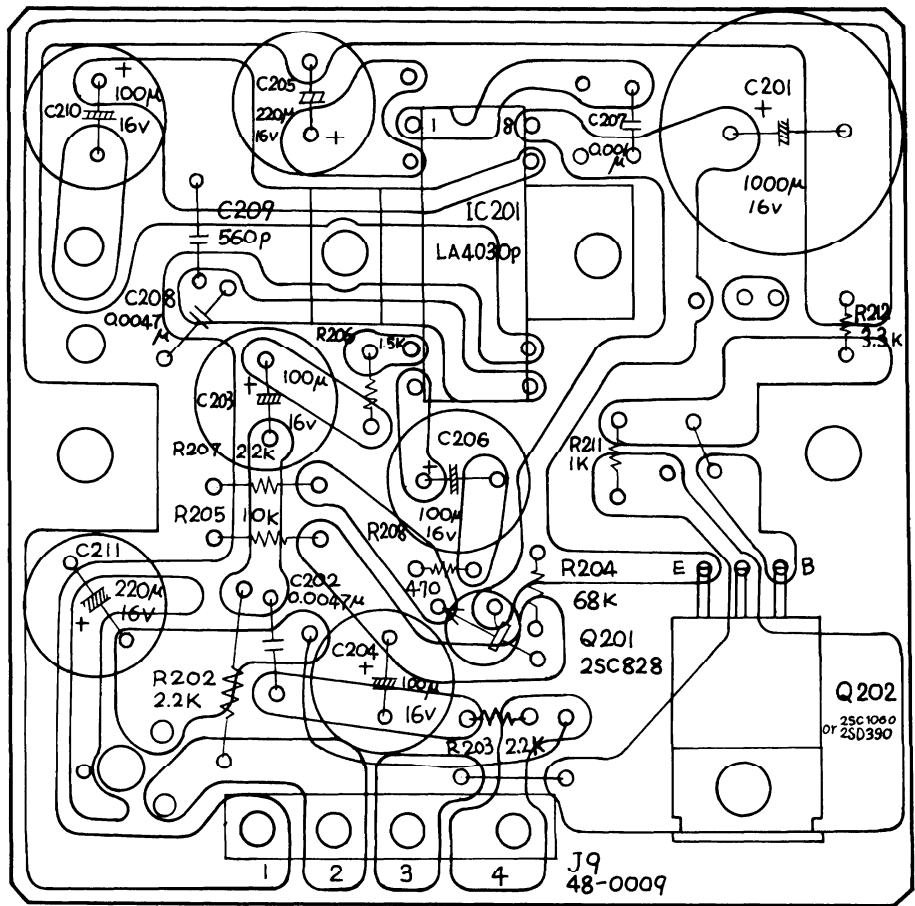 +
100μ
C210
16V
C205
220μ
16V
+
1
8
C207
0.001
μ
C201
+
1000μ
16V
C209
560P
IC201
LA4030P
C208
0.0047
μ
R206
1.5K
R212
3.3K
100μ
+
C203
16V
R207
2.2K
C206
+
100μ
16V
R211
1K
R205
10K
R208
470
C211
220μ
16V
+
C202
0.0047μ
R204
68K
E
B
Q201
2SC828
C204
+
100μ
16V
R202
2.2K
R203
2.2K
Q202
or 2SC1060
2SD390
1
2
3
4
J9
48-0009